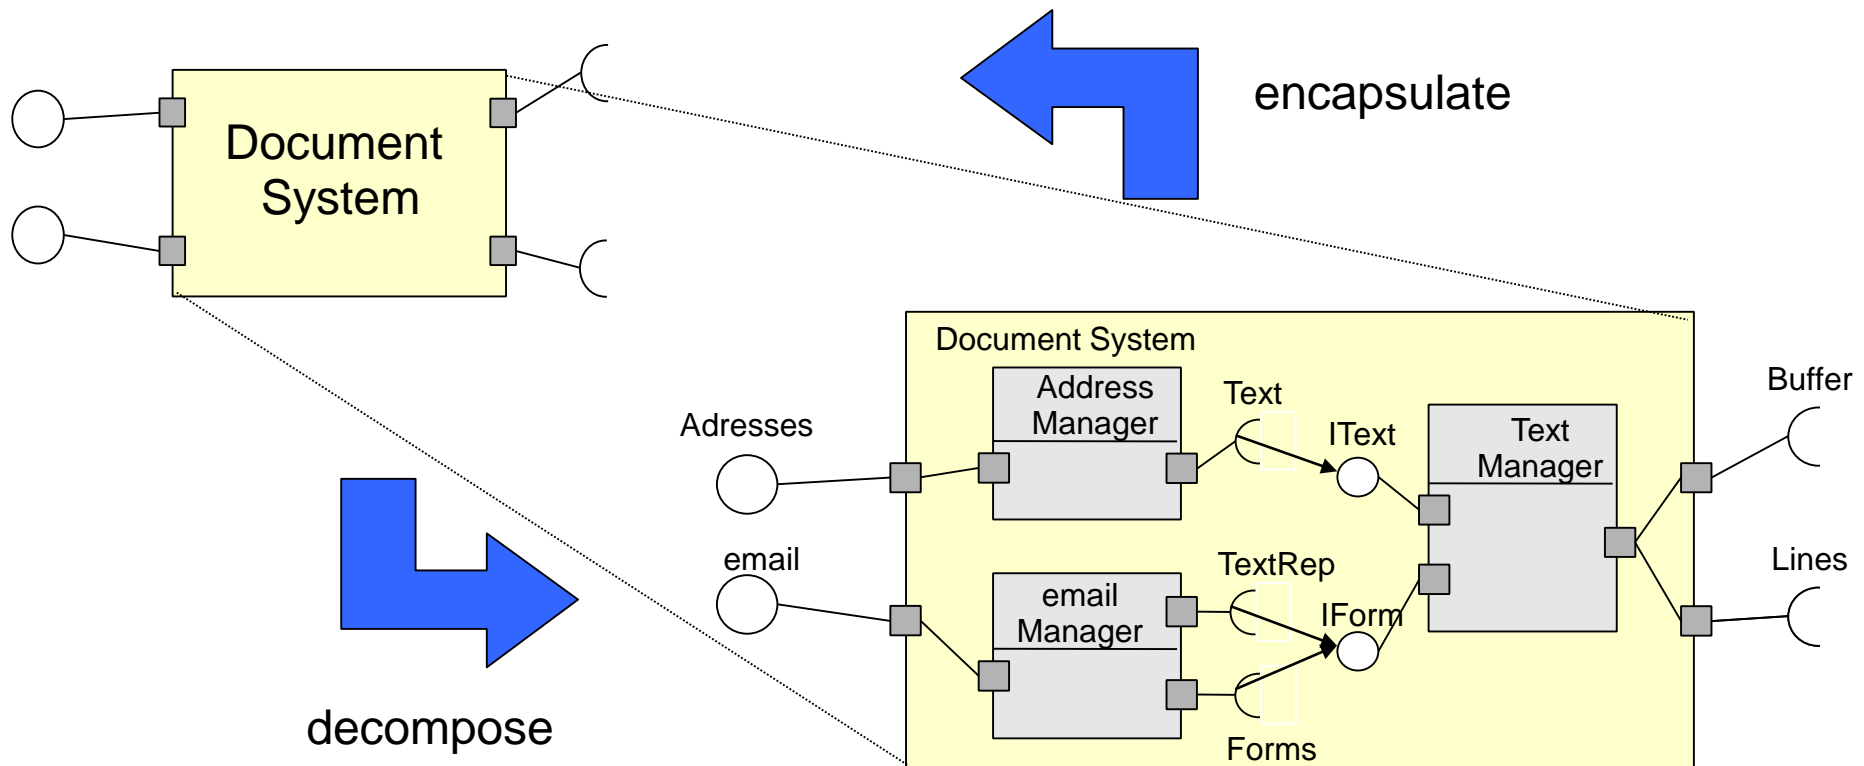 encapsulate
Document
System
Document System
Address
Manager
Text
IText
Text
Manager
Buffer
Adresses
email
email
Manager
TextRep
IForm
Forms
Lines
decompose